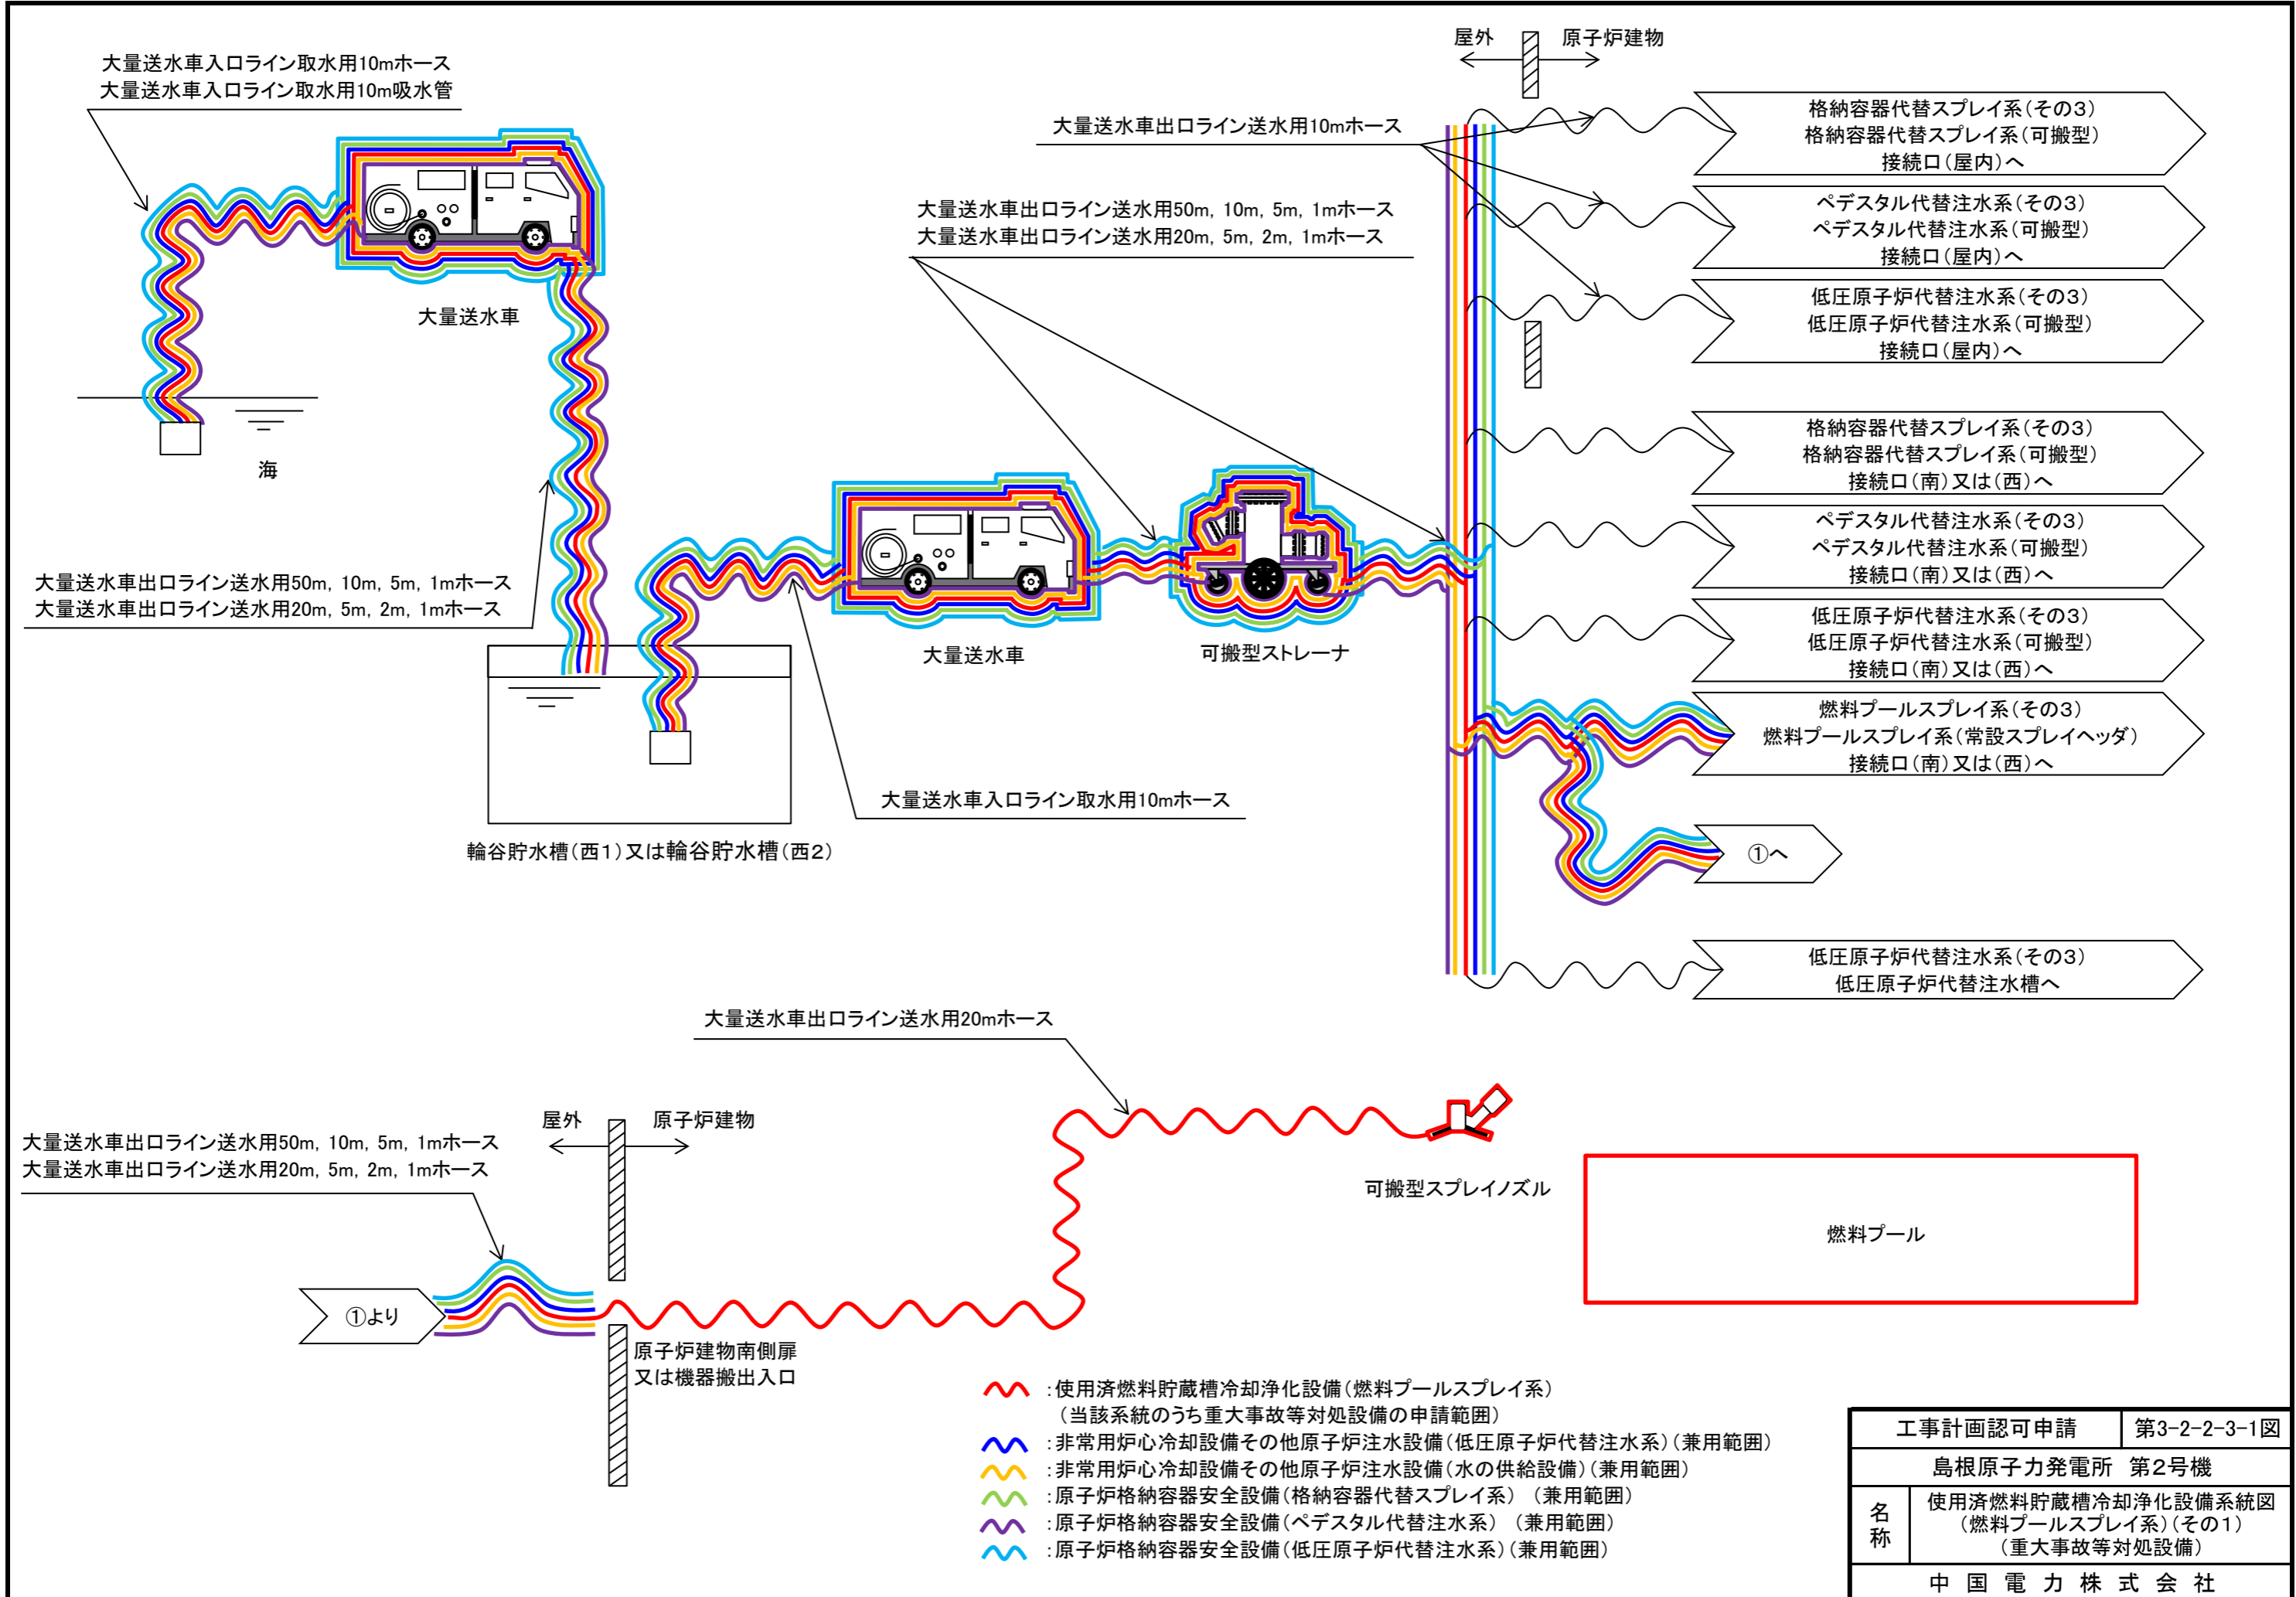 大量送水車入口ライン取水用10mホース
大量送水車入口ライン取水用10m吸水管
大量送水車
海
大量送水車出口ライン送水用50m, 10m, 5m, 1mホース
大量送水車出口ライン送水用20m, 5m, 2m, 1mホース
輪谷貯水槽(西1)又は輪谷貯水槽(西2)
大量送水車入口ライン取水用10mホース
大量送水車
可搬型ストレーナ
大量送水車出口ライン送水用50m, 10m, 5m, 1mホース
大量送水車出口ライン送水用20m, 5m, 2m, 1mホース
大量送水車出口ライン送水用10mホース
屋外
原子炉建物
格納容器代替スプレイ系(その3)
格納容器代替スプレイ系(可搬型)
接続口(屋内)へ
ペデスタル代替注水系(その3)
ペデスタル代替注水系(可搬型)
接続口(屋内)へ
低圧原子炉代替注水系(その3)
低圧原子炉代替注水系(可搬型)
接続口(屋内)へ
格納容器代替スプレイ系(その3)
格納容器代替スプレイ系(可搬型)
接続口(南)又は(西)へ
ペデスタル代替注水系(その3)
ペデスタル代替注水系(可搬型)
接続口(南)又は(西)へ
低圧原子炉代替注水系(その3)
低圧原子炉代替注水系(可搬型)
接続口(南)又は(西)へ
燃料プールスプレイ系(その3)
燃料プールスプレイ系(常設スプレイヘッダ)
接続口(南)又は(西)へ
①へ
低圧原子炉代替注水系(その3)
低圧原子炉代替注水槽へ
大量送水車出口ライン送水用20mホース
大量送水車出口ライン送水用50m, 10m, 5m, 1mホース
大量送水車出口ライン送水用20m, 5m, 2m, 1mホース
屋外
原子炉建物
①より
原子炉建物南側扉
又は機器搬出入口
可搬型スプレイノズル
燃料プール
:使用済燃料貯蔵槽冷却浄化設備(燃料プールスプレイ系)
(当該系統のうち重大事故等対処設備の申請範囲)
:非常用炉心冷却設備その他原子炉注水設備(低圧原子炉代替注水系)(兼用範囲)
:非常用炉心冷却設備その他原子炉注水設備(水の供給設備)(兼用範囲)
:原子炉格納容器安全設備(格納容器代替スプレイ系) (兼用範囲)
:原子炉格納容器安全設備(ペデスタル代替注水系) (兼用範囲)
:原子炉格納容器安全設備(低圧原子炉代替注水系)(兼用範囲)
工事計画認可申請
第3-2-2-3-1図
島根原子力発電所 第2号機
名称
使用済燃料貯蔵槽冷却浄化設備系統図
(燃料プールスプレイ系)(その1)
(重大事故等対処設備)
中国電力株式会社